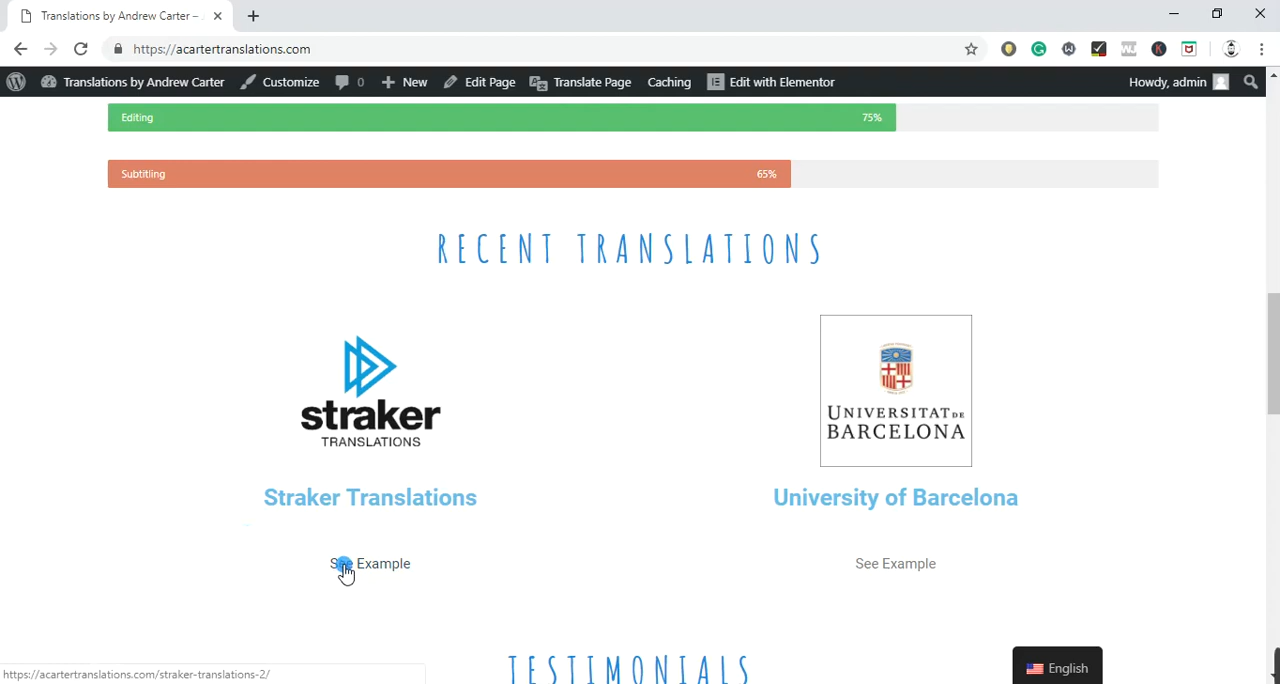 Translations by Andrew Carter –
https://acartertranslations.com
Translations by Andrew Carter Customize 0 New Edit Page Translate Page Caching Edit with Elementor Howdy, admin
Editing 75%
Subtitling 65%
RECENT TRANSLATIONS
straker
TRANSLATIONS
UNIVERSITAT DE
BARCELONA
Straker Translations
University of Barcelona
See Example
See Example
TESTIMONIALS
English
https://acartertranslations.com/straker-translations-2/